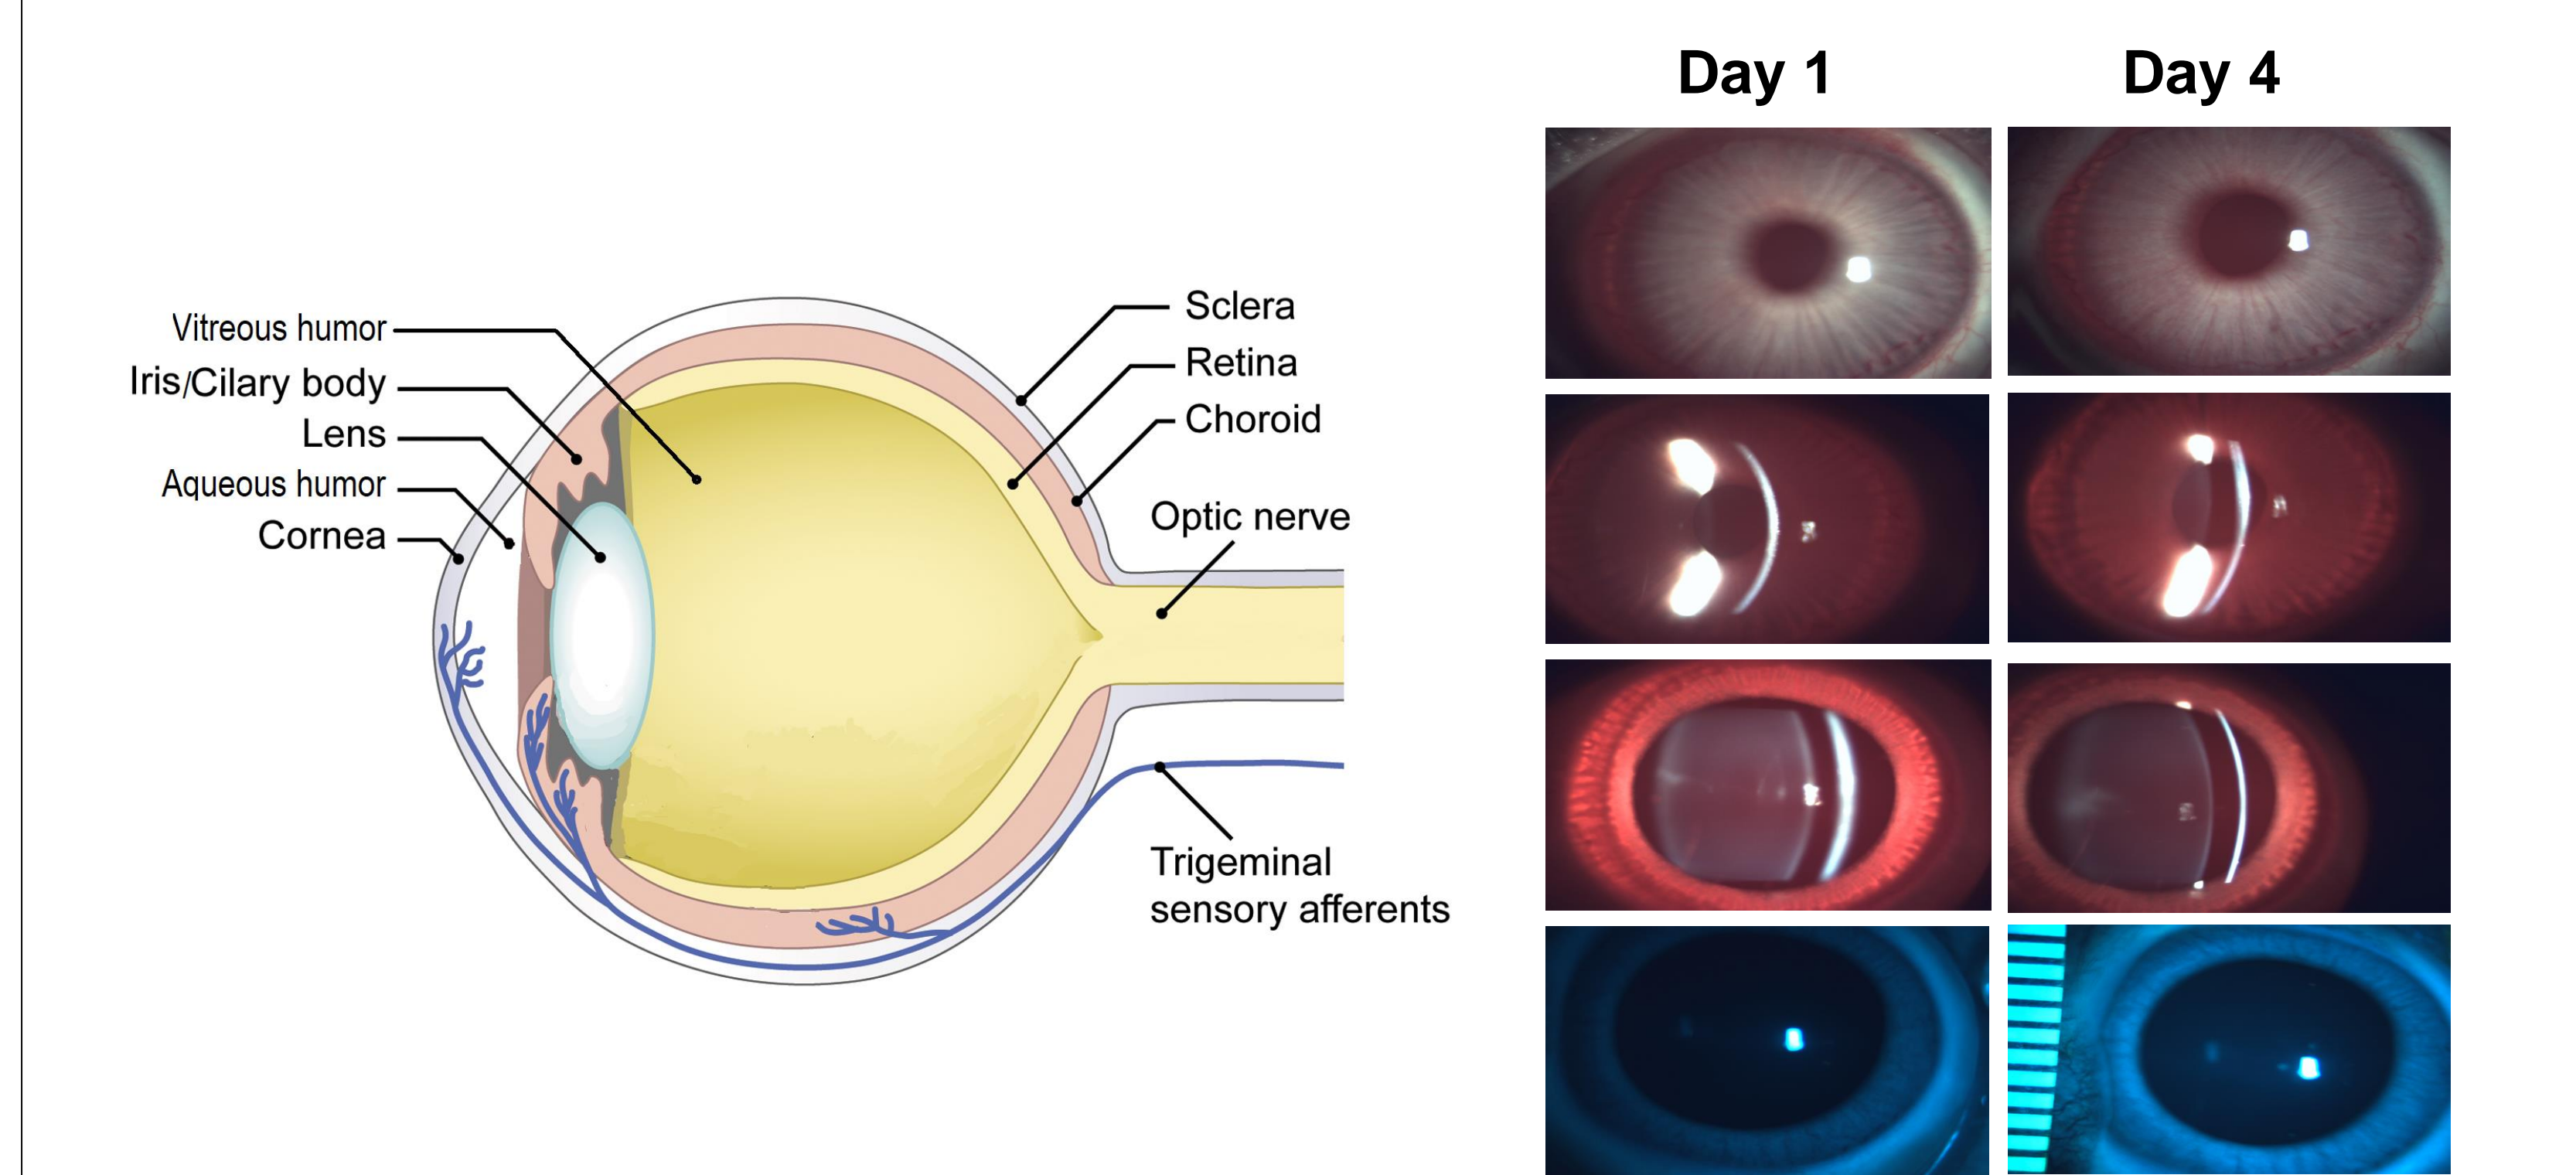 Day 1
Day 4
Vitreous humor
Iris/Cilary body
Lens
Aqueous humor
Cornea
Sclera
Retina
Choroid
Optic nerve
Trigeminal
sensory afferents